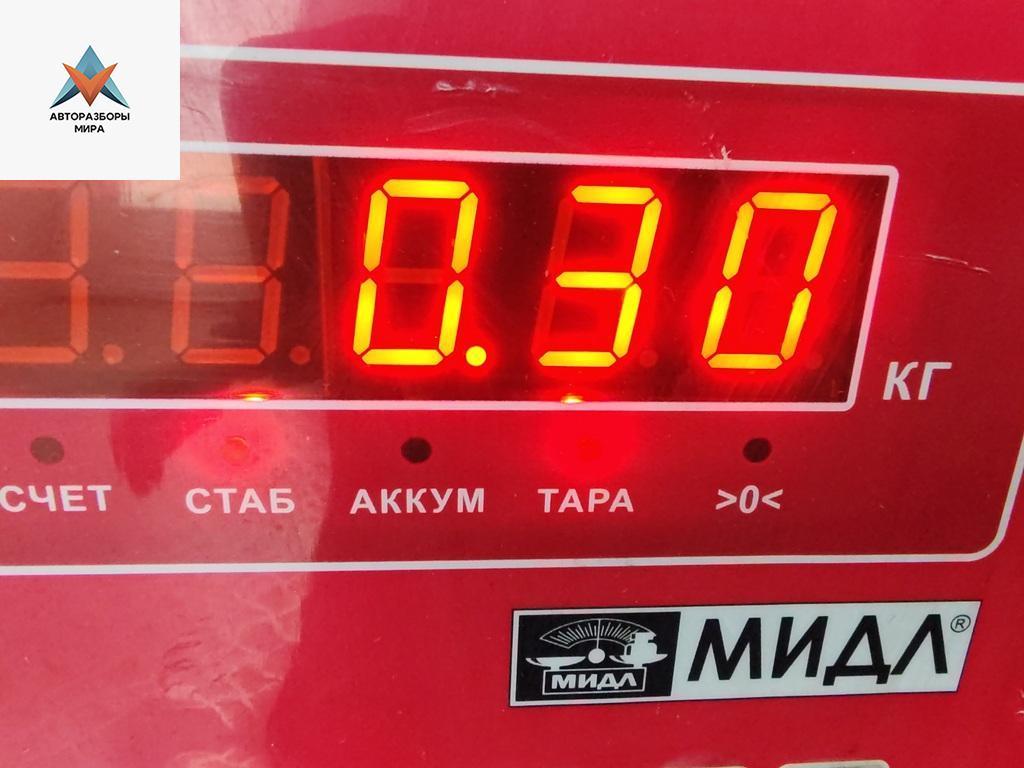 АВТОРАЗБОРЫ
МИРА
0.30
КГ
СЧЕТ СТАБ АККУМ ТАРА >0<
МИДЛ МИДЛ®